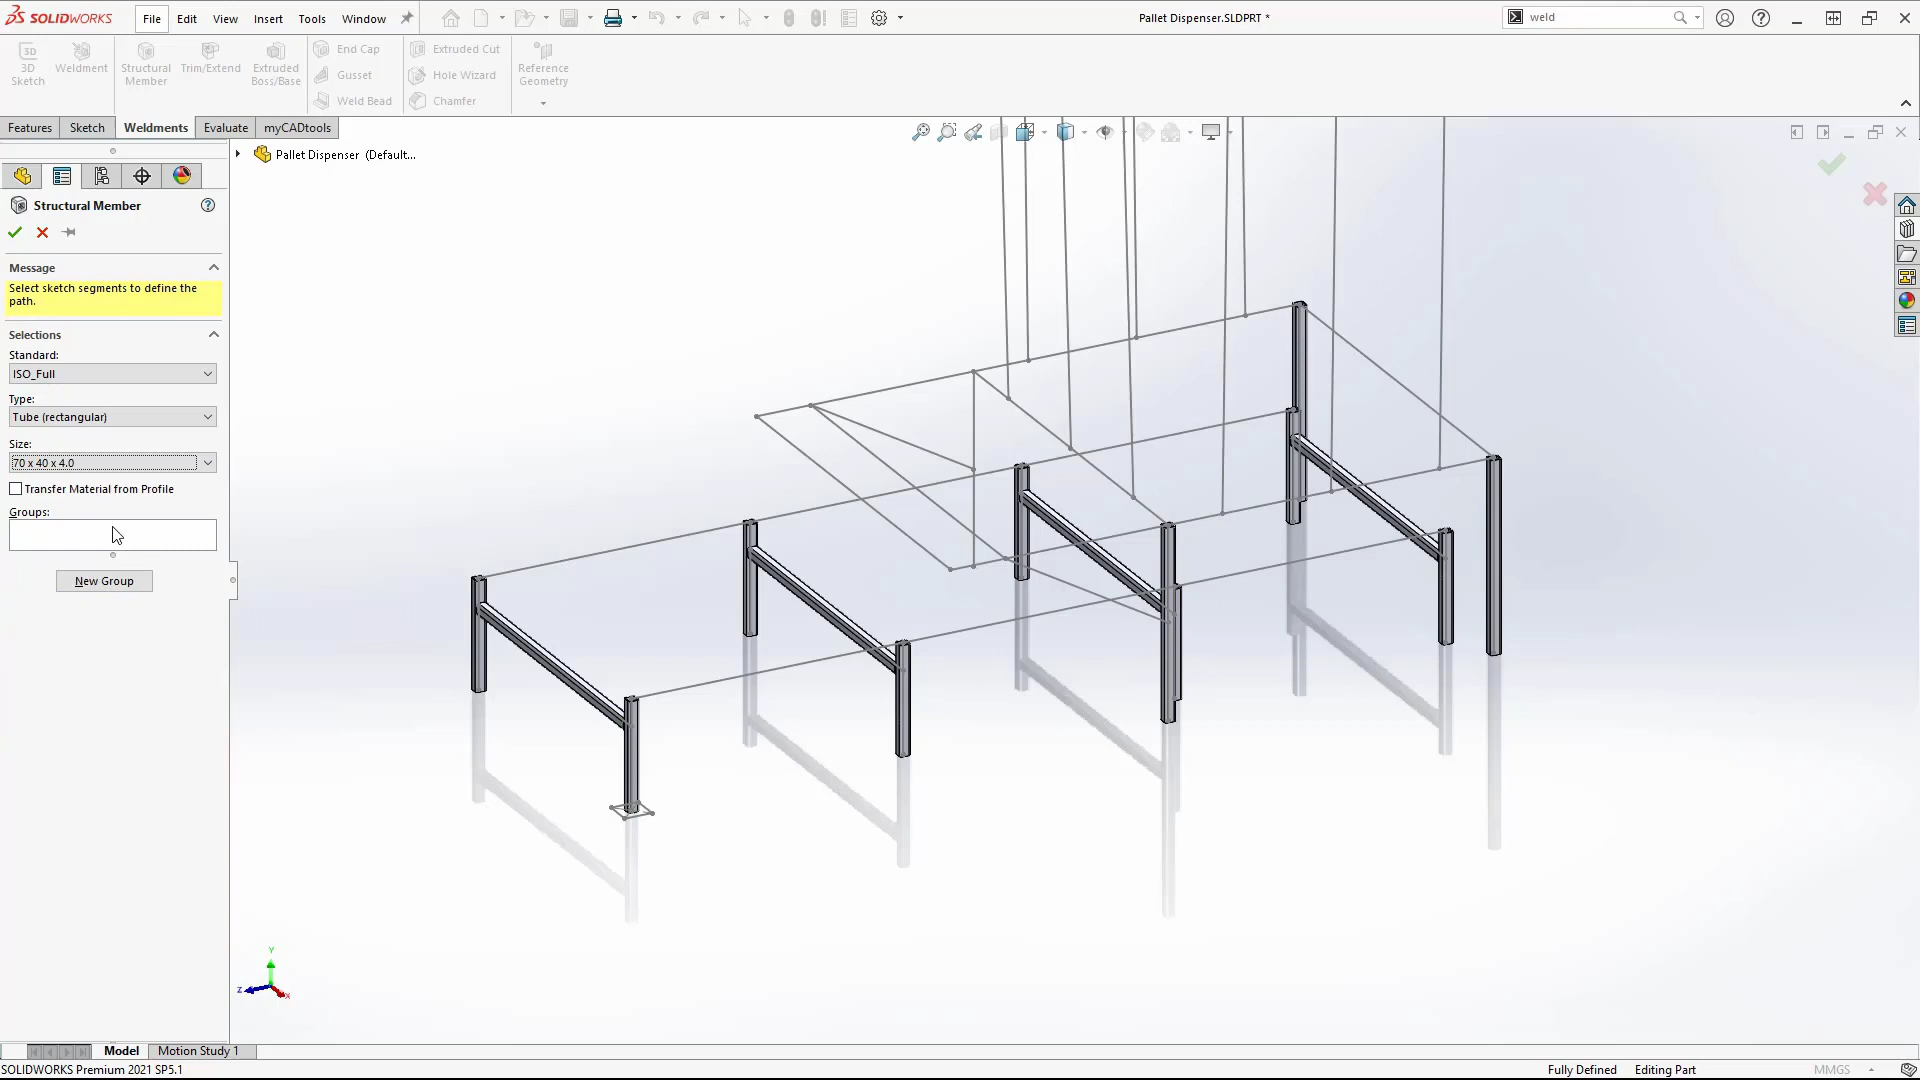 SOLIDWORKS
File Edit View Insert Tools Window
Pallet Dispenser.SLDPRT *
weld
3D
Sketch
Weldment
Structural
Member
Trim/Extend
Extruded
Boss/Base
End Cap
Gusset
Weld Bead
Extruded Cut
Hole Wizard
Chamfer
Reference
Geometry
Features Sketch Weldments Evaluate myCADtools
Pallet Dispenser (Default...
Structural Member
Message
Select sketch segments to define the
path.
Selections
Standard:
ISO_Full
Type:
Tube (rectangular)
Size:
70 x 40 x 4.0
Transfer Material from Profile
Groups:
New Group
Y
Z
X
Model Motion Study 1
SOLIDWORKS Premium 2021 SP5.1
Fully Defined Editing Part MMGS